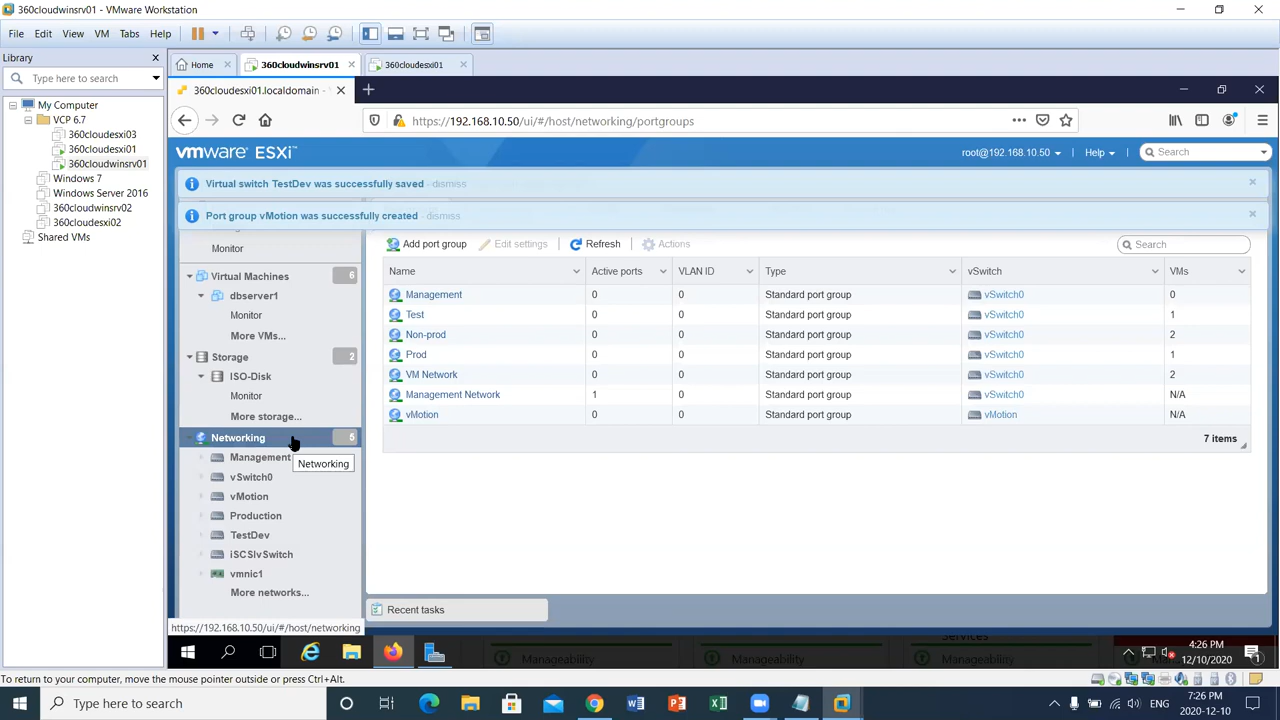 360cloudwinsrv01 - VMware Workstation
File Edit View VM Tabs Help
Library
Home 360cloudwinsrv01 360cloudesxi01
Type here to search
My Computer
VCP 6.7
360cloudesxi03
360cloudesxi01
360cloudwinsrv01
Windows 7
Windows Server 2016
360cloudwinsrv02
360cloudesxi02
Shared VMs
360cloudesxi01.localdomain -
https://192.168.10.50/ui/#/host/networking/portgroups
vmware ESXi™
root@192.168.10.50 Help Search
Virtual switch TestDev was successfully saved - dismiss
Port group vMotion was successfully created - dismiss
Monitor
Virtual Machines 6
dbserver1
Monitor
More VMs...
Storage 2
ISO-Disk
Monitor
More storage...
Networking 5
Networking
Management
vSwitch0
vMotion
Production
TestDev
iSCSIvSwitch
vmnic1
More networks...
Add port group Edit settings Refresh Actions Search
Name Active ports VLAN ID Type vSwitch VMs
Management 0 0 Standard port group vSwitch0 0
Test 0 0 Standard port group vSwitch0 1
Non-prod 0 0 Standard port group vSwitch0 2
Prod 0 0 Standard port group vSwitch0 1
VM Network 0 0 Standard port group vSwitch0 2
Management Network 1 0 Standard port group vSwitch0 N/A
vMotion 0 0 Standard port group vMotion N/A
7 items
Recent tasks
https://192.168.10.50/ui/#/host/networking
Services
Manageability Manageability Manageability
4:26 PM
12/10/2020
1
To return to your computer, move the mouse pointer outside or press Ctrl+Alt.
Type here to search
ENG
7:26 PM
2020-12-10